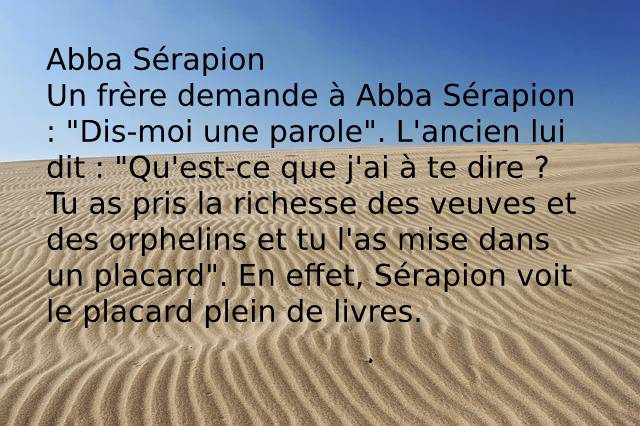 Abba Sérapion
Un frère demande à Abba Sérapion
: "Dis-moi une parole". L'ancien lui
dit : "Qu'est-ce que j'ai à te dire ?
Tu as pris la richesse des veuves et
des orphelins et tu l'as mise dans
un placard". En effet, Sérapion voit
le placard plein de livres.